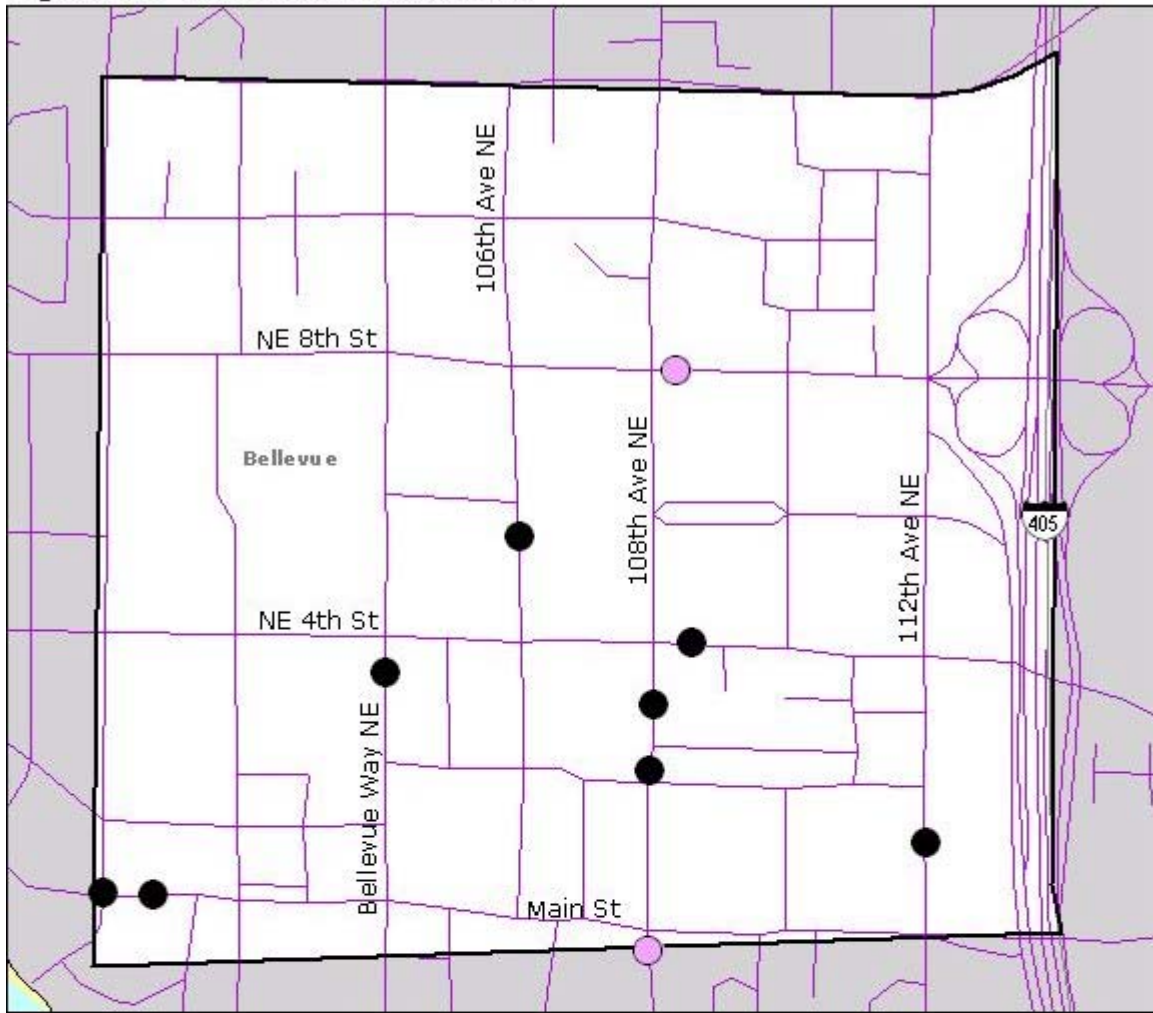 106th Ave NE
NE 8th St
Bellevue
108th Ave NE
112th Ave NE
405
NE 4th St
Bellevue Way NE
Main St